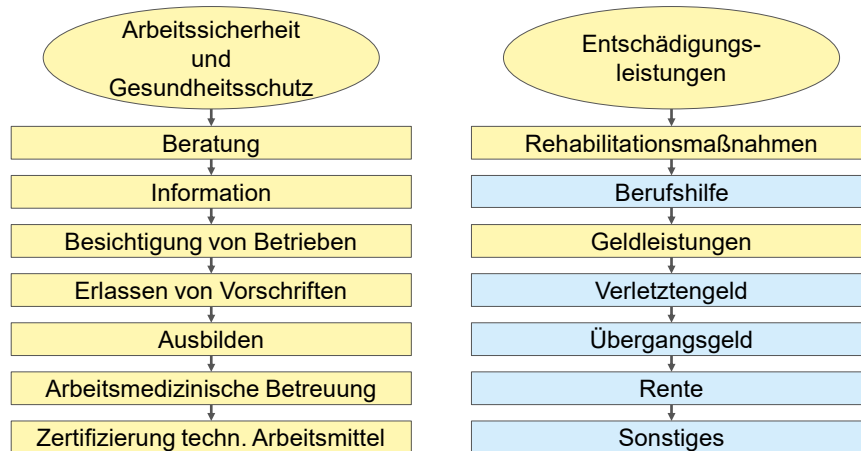 Arbeitssicherheit
und
Gesundheitsschutz
Beratung
Information
Besichtigung von Betrieben
Erlassen von Vorschriften
Ausbilden
Arbeitsmedizinische Betreuung
Zertifizierung techn. Arbeitsmittel
Entschädigungs-
leistungen
Rehabilitationsmaßnahmen
Berufshilfe
Geldleistungen
Verletztengeld
Übergangsgeld
Rente
Sonstiges